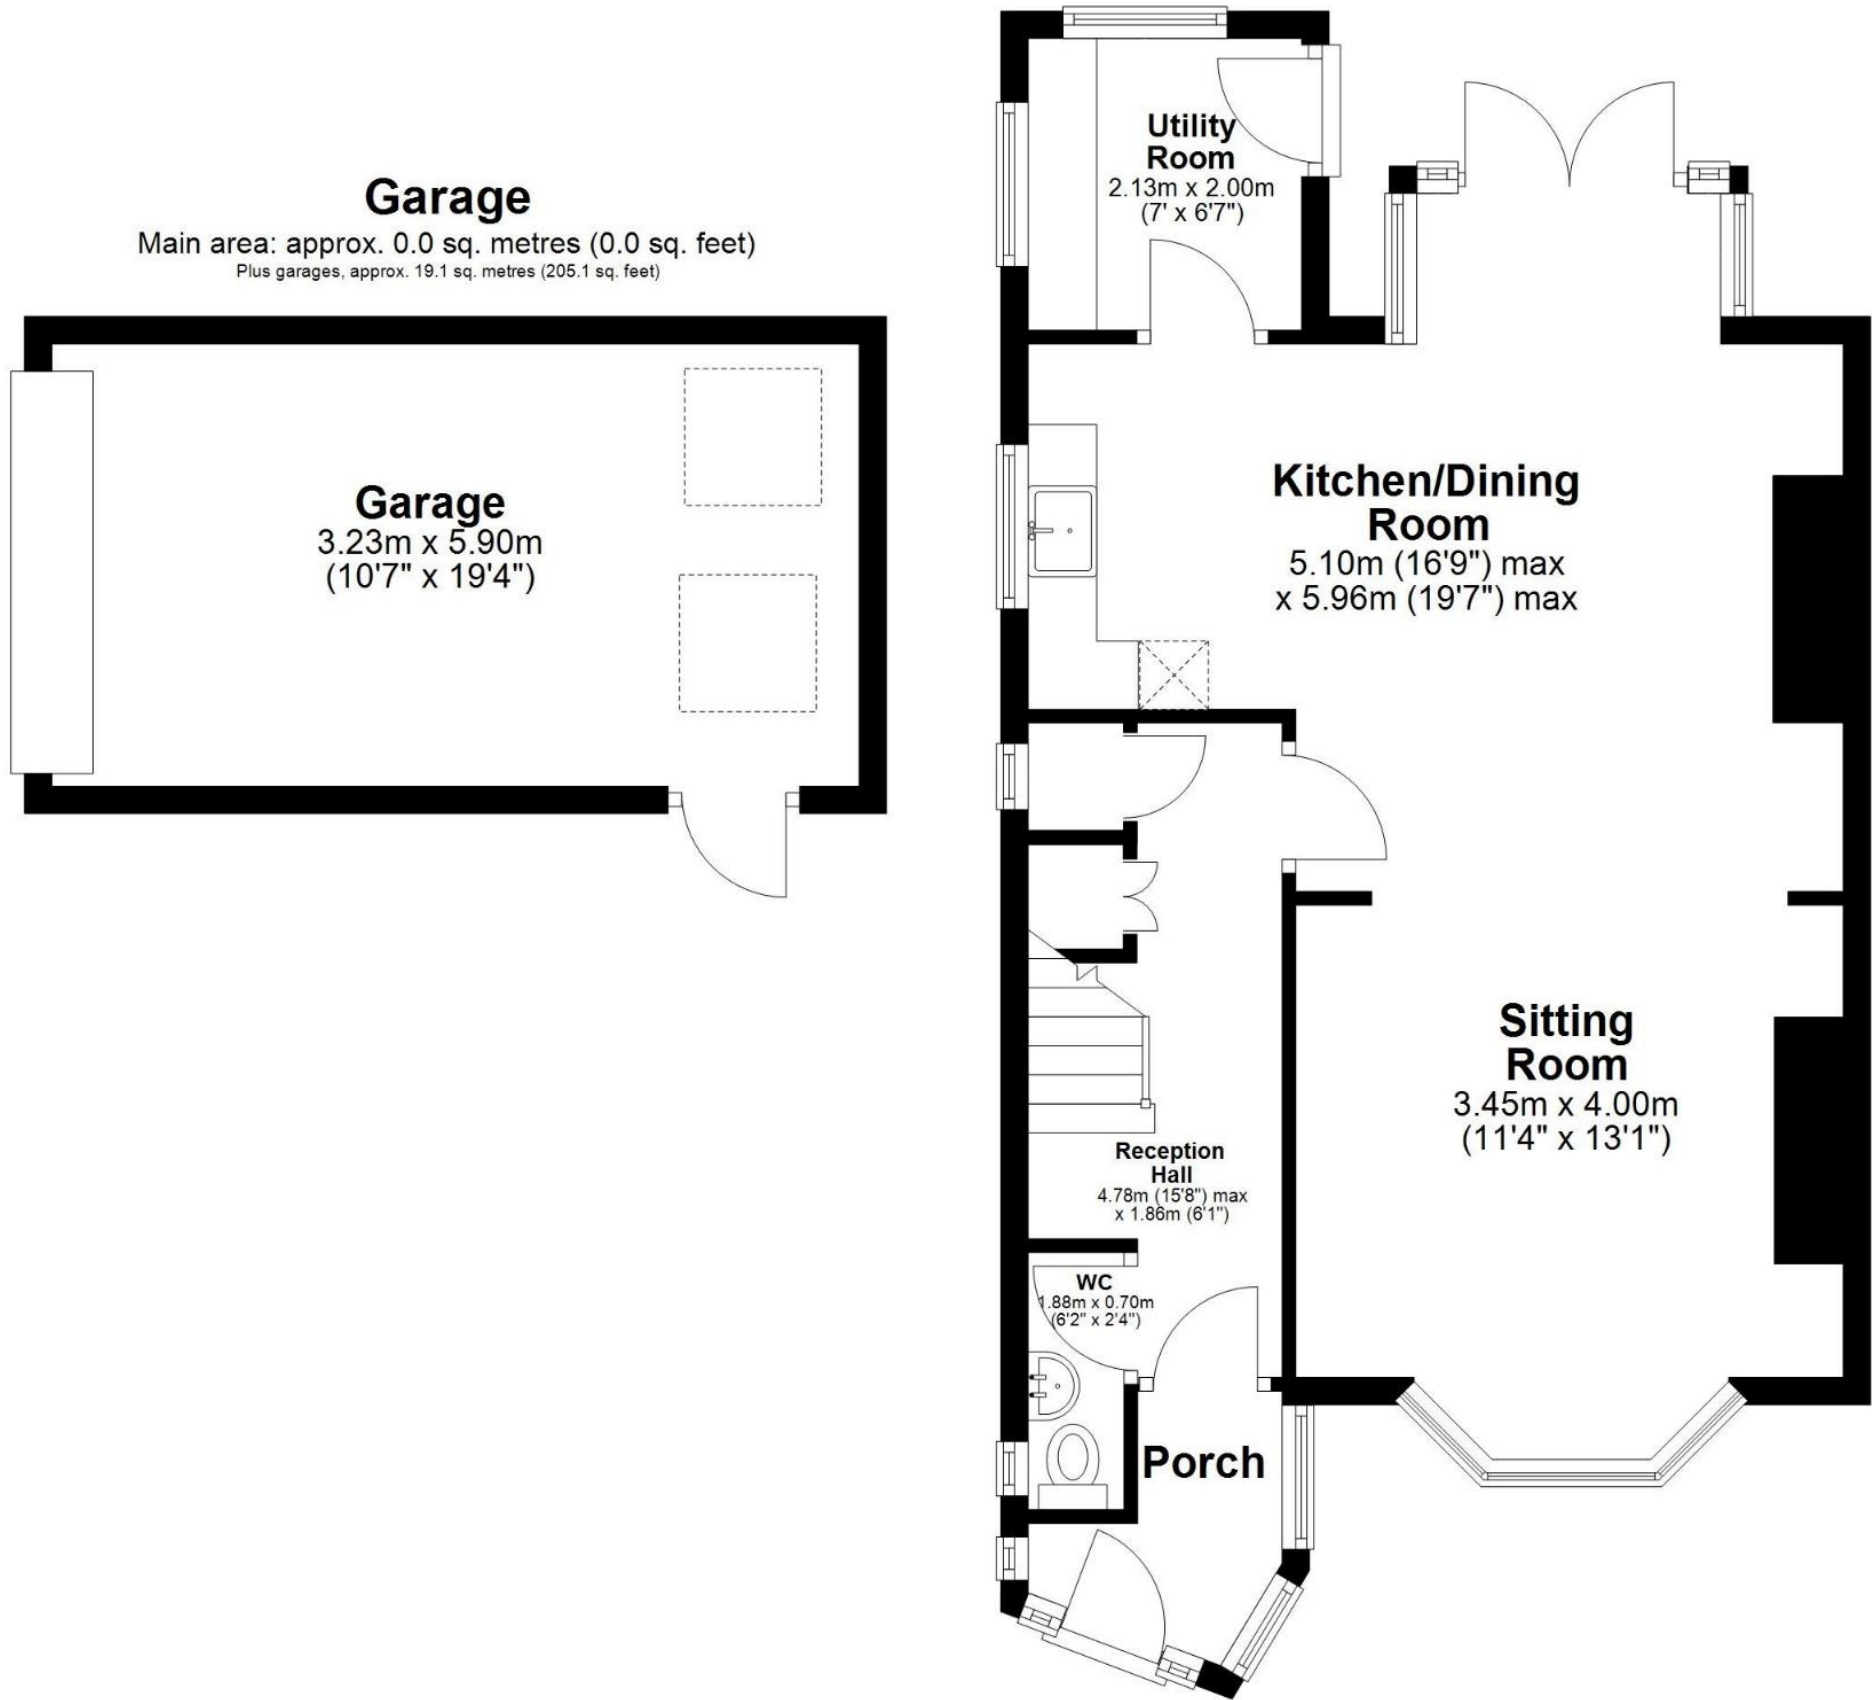 Garage
Main area: approx. 0.0 sq. metres (0.0 sq. feet)
Plus garages, approx. 19.1 sq. metres (205.1 sq. feet)
Garage
3.23m x 5.90m
(10'7" x 19'4")
Utility
Room
2.13m x 2.00m
(7' x 6'7")
Kitchen/Dining
Room
5.10m (16'9") max
x 5.96m (19'7") max
Sitting
Room
3.45m x 4.00m
(11'4" x 13'1")
Reception
Hall
4.78m (15'8") max
x 1.86m (6'1")
WC
1.88m x 0.70m
(6'2" x 2'4")
Porch